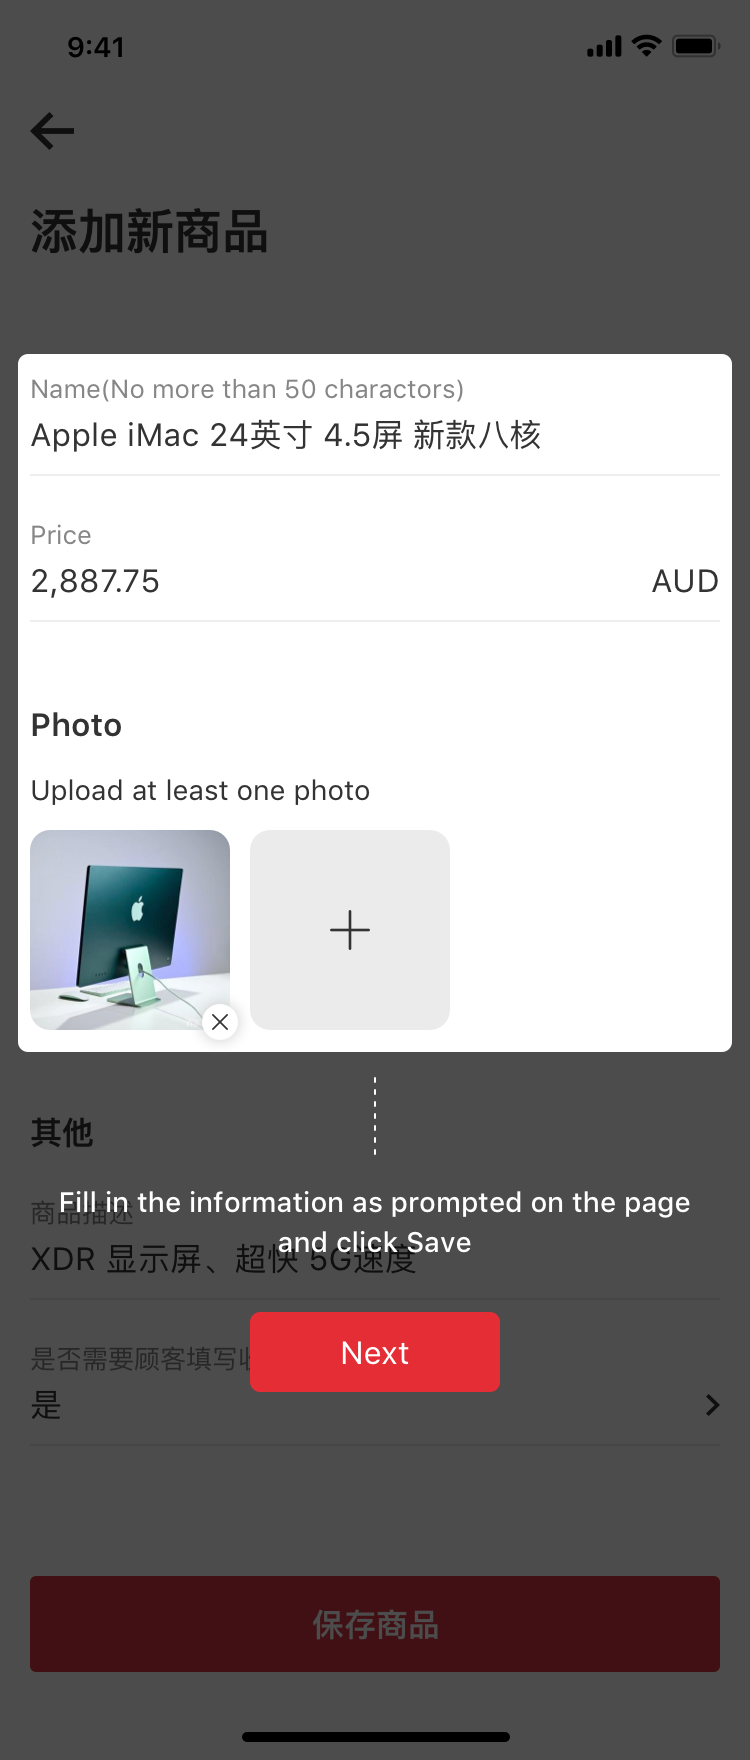 9:41
添加新商品
Name(No more than 50 charactors)
Apple iMac 24英寸 4.5屏 新款八核
Price
2,887.75 AUD
Photo
Upload at least one photo
其他
商品描述
Fill in the information as prompted on the page
and click Save
XDR 显示屏、超快 5G速度
Next
是否需要顾客填写
是
保存商品